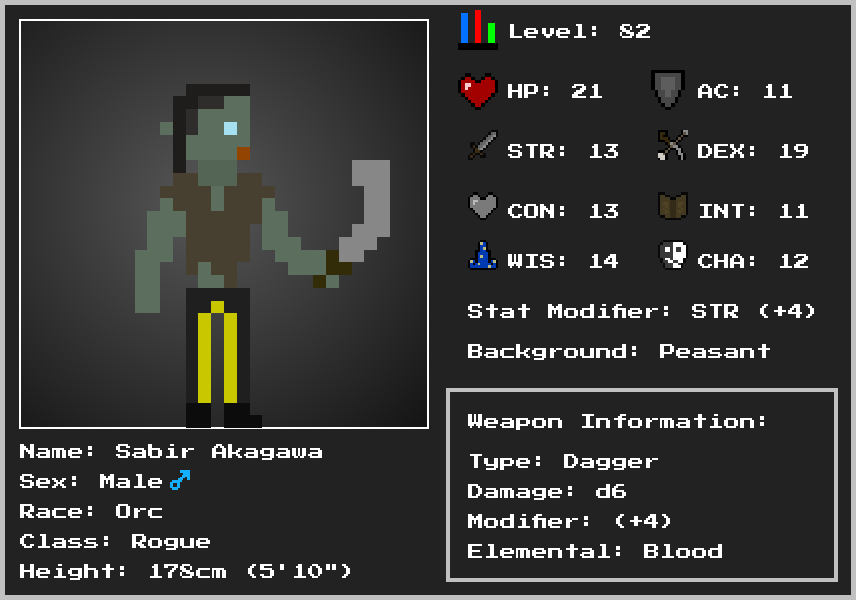 Level: 82
HP: 21
AC: 11
STR: 13
DEX: 19
CON: 13
INT: 11
WIS: 14
CHA: 12
Stat Modifier: STR (+4)
Background: Peasant
Weapon Information:
Type: Dagger
Damage: d6
Modifier: (+4)
Elemental: Blood
Name: Sabir Akagawa
Sex: Male♂
Race: Orc
Class: Rogue
Height: 178cm (5'10")